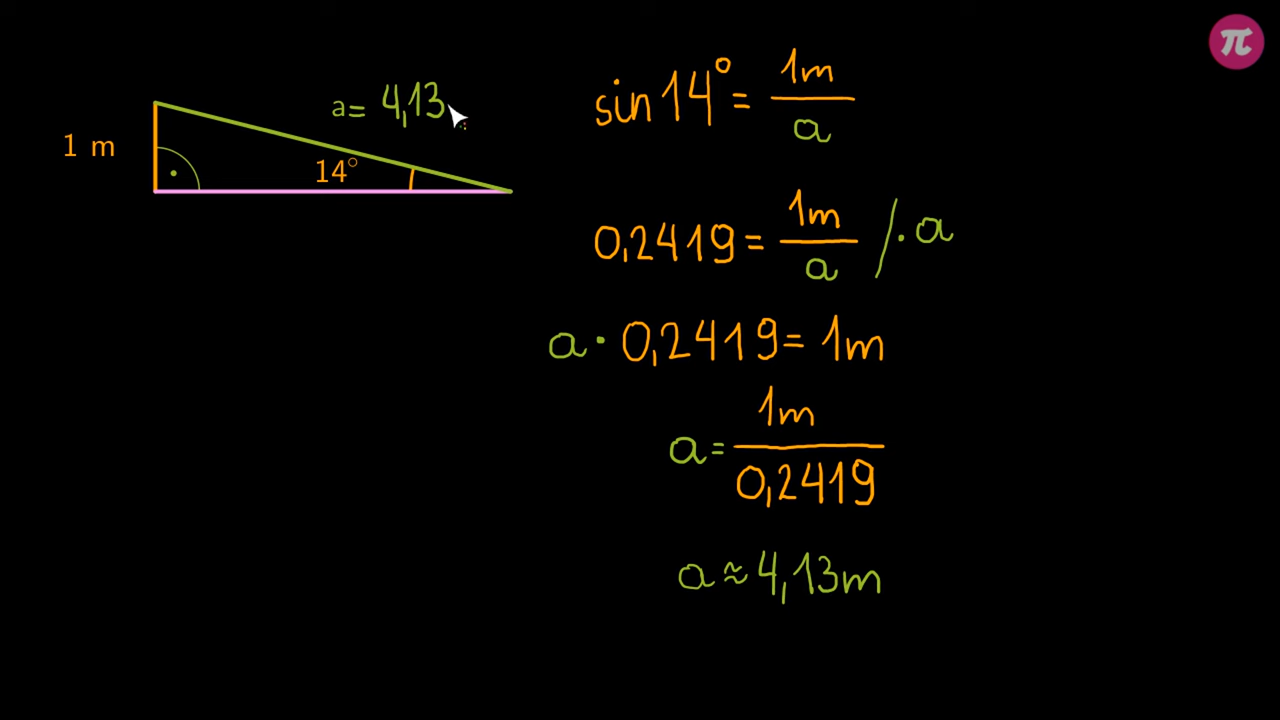 a= 4,13
1 m
14°
sin 14° = 1m / a
0,2419 = 1m / a /· a
a · 0,2419 = 1m
a = 1m / 0,2419
a ≈ 4,13m
π